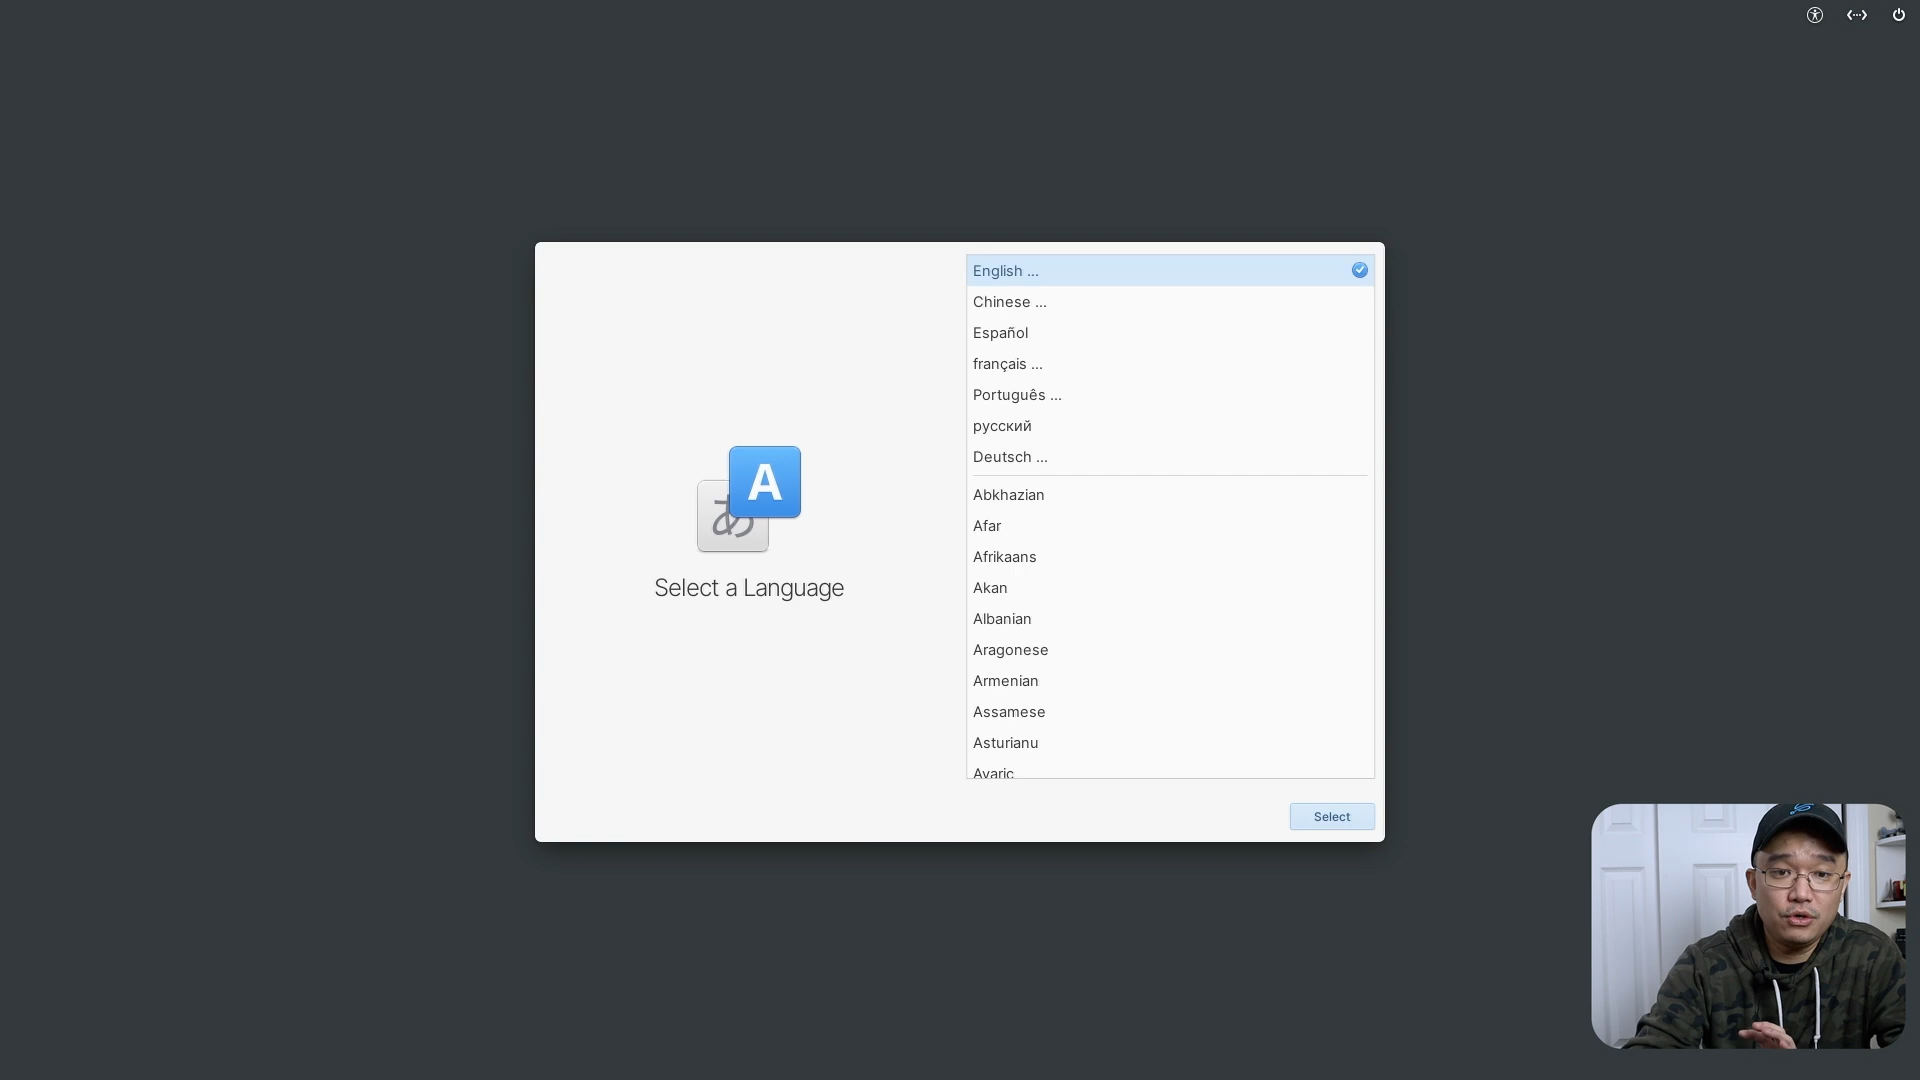 A
あ
Select a Language
English ...
Chinese ...
Español
français ...
Português ...
русский
Deutsch ...
Abkhazian
Afar
Afrikaans
Akan
Albanian
Aragonese
Armenian
Assamese
Asturianu
Avaric
Select